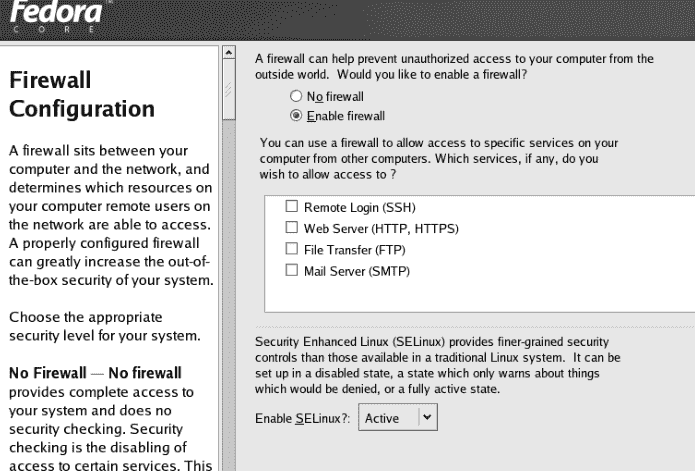 Fedora
CORE
Firewall
Configuration
A firewall sits between your
computer and the network, and
determines which resources on
your computer remote users on
the network are able to access.
A properly configured firewall
can greatly increase the out-of-
the-box security of your system.
Choose the appropriate
security level for your system.
No Firewall — No firewall
provides complete access to
your system and does no
security checking. Security
checking is the disabling of
access to certain services. This
A firewall can help prevent unauthorized access to your computer from the
outside world. Would you like to enable a firewall?
No firewall
Enable firewall
You can use a firewall to allow access to specific services on your
computer from other computers. Which services, if any, do you
wish to allow access to ?
Remote Login (SSH)
Web Server (HTTP, HTTPS)
File Transfer (FTP)
Mail Server (SMTP)
Security Enhanced Linux (SELinux) provides finer-grained security
controls than those available in a traditional Linux system. It can be
set up in a disabled state, a state which only warns about things
which would be denied, or a fully active state.
Enable SELinux?: Active